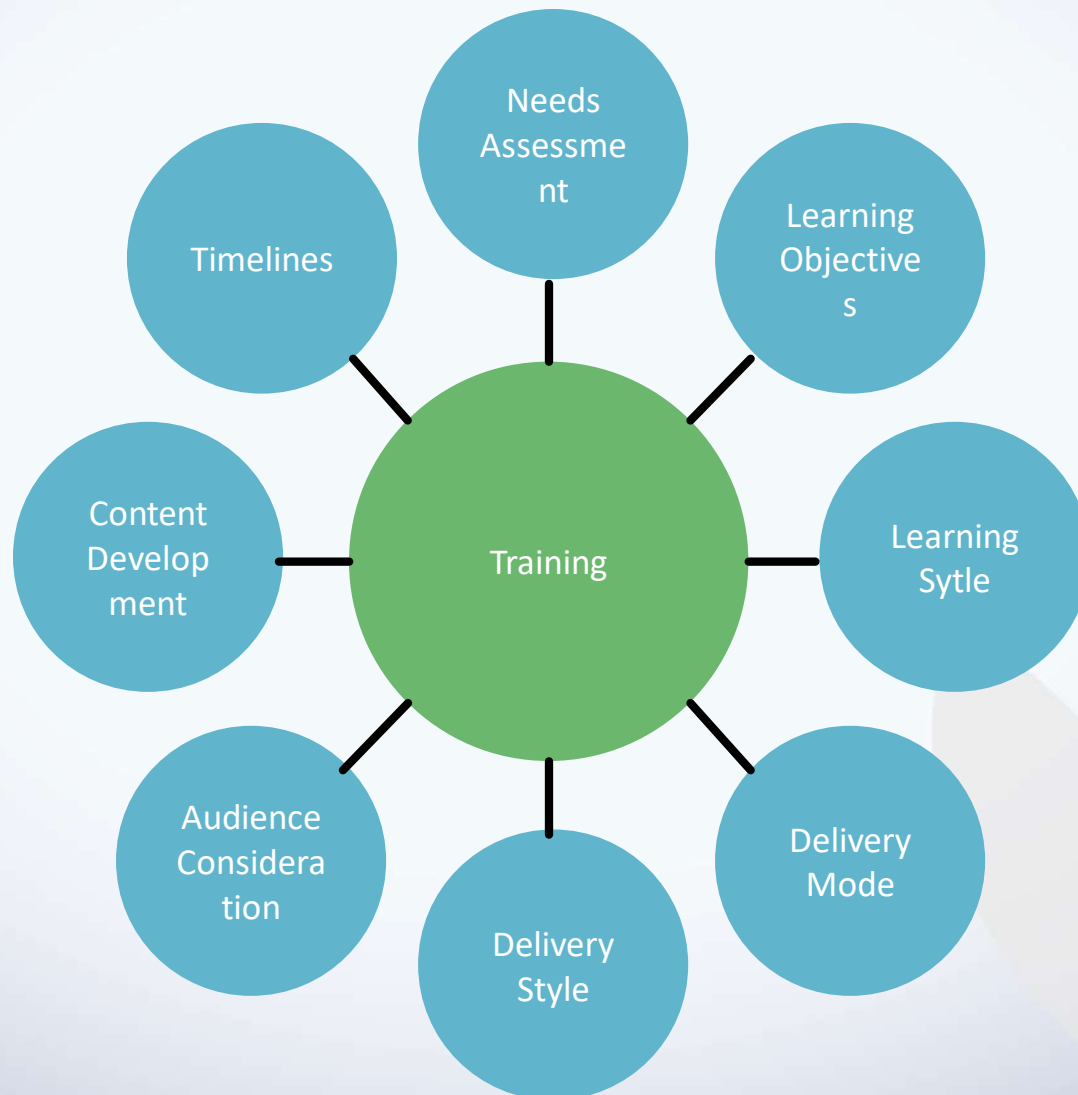 Needs
Assessme
nt
Learning
Objective
s
Timelines
Content
Develop
ment
Training
Learning
Sytle
Audience
Considera
tion
Delivery
Mode
Delivery
Style